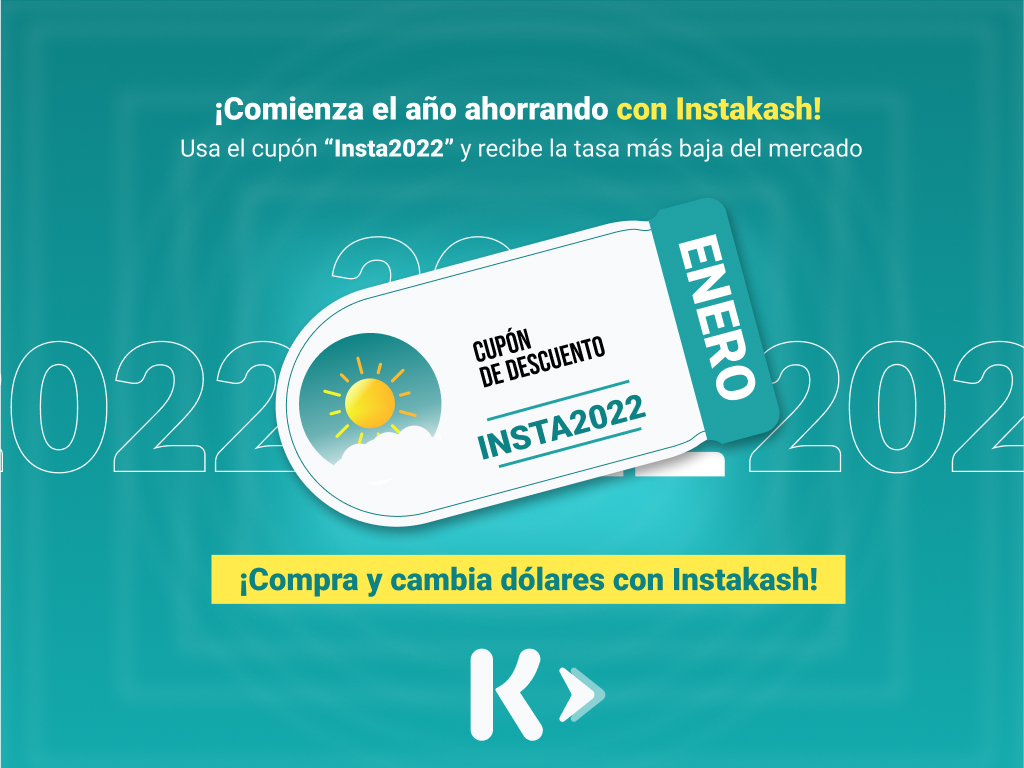 ¡Comienza el año ahorrando con Instakash!
Usa el cupón “Insta2022” y recibe la tasa más baja del mercado
2022
2022
202
CUPÓN
DE DESCUENTO
INSTA2022
ENERO
¡Compra y cambia dólares con Instakash!
K